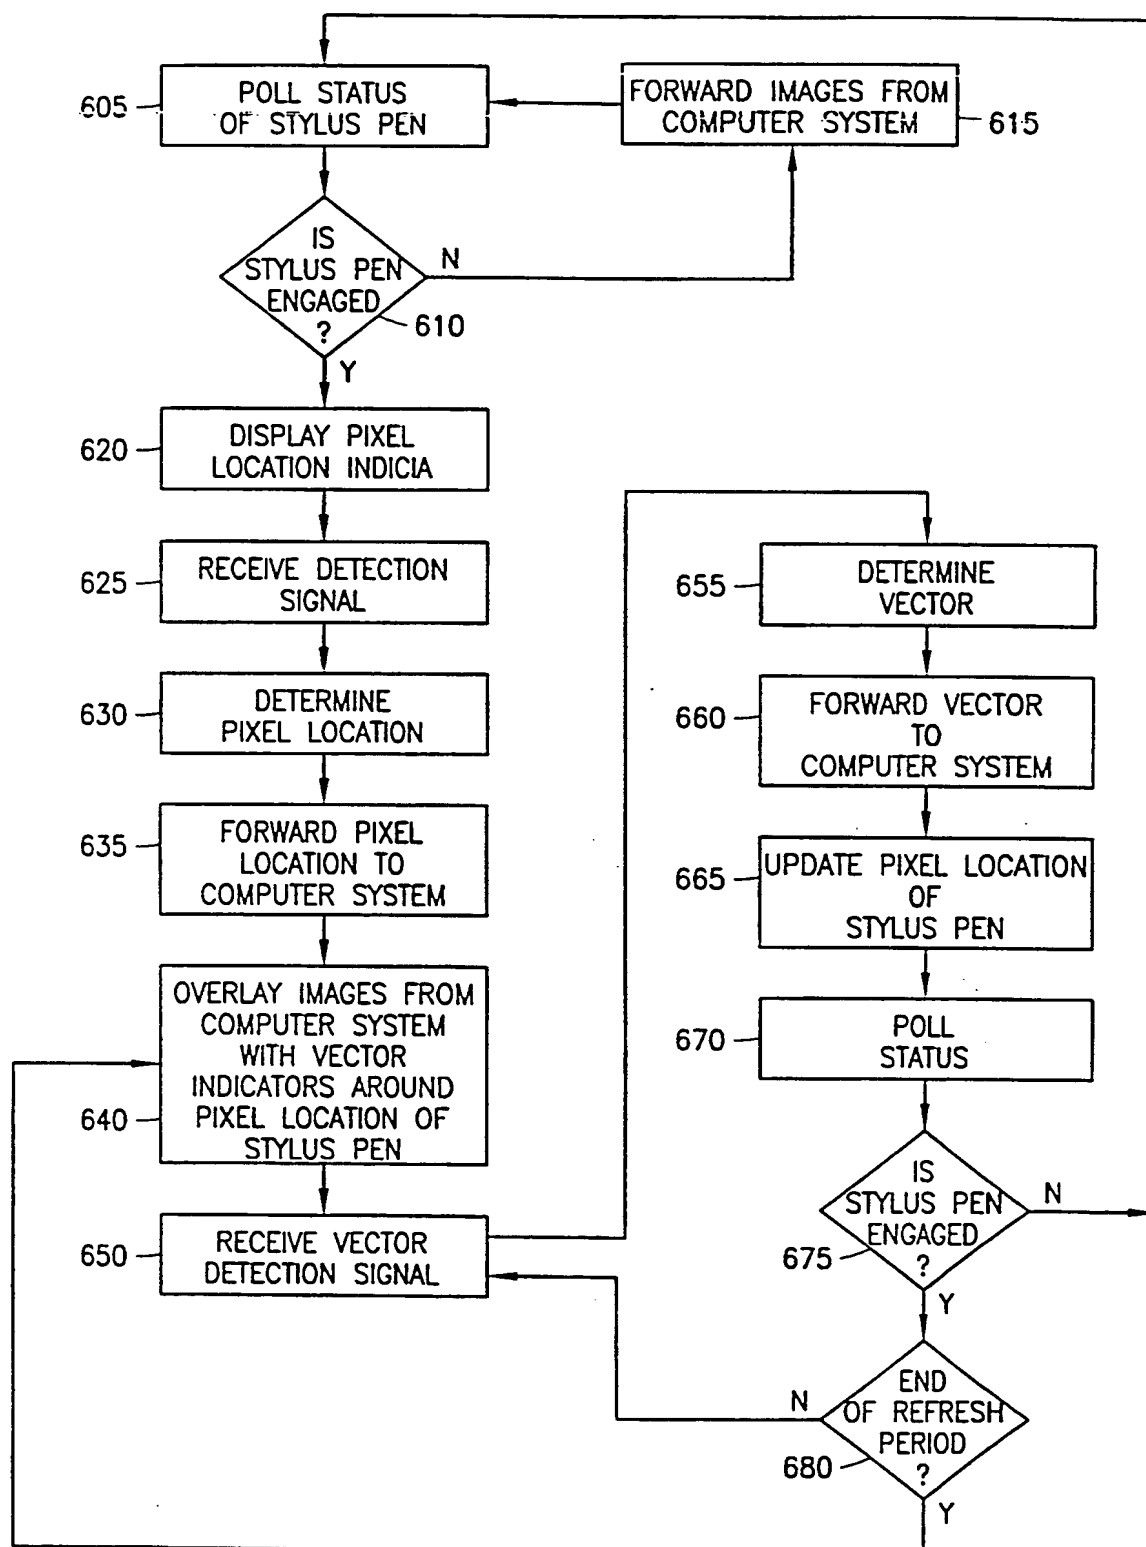 605
POLL STATUS
OF STYLUS PEN
FORWARD IMAGES FROM
COMPUTER SYSTEM
615
IS
STYLUS PEN
ENGAGED
?
610
N
Y
620
DISPLAY PIXEL
LOCATION INDICIA
625
RECEIVE DETECTION
SIGNAL
630
DETERMINE
PIXEL LOCATION
635
FORWARD PIXEL
LOCATION TO
COMPUTER SYSTEM
640
OVERLAY IMAGES FROM
COMPUTER SYSTEM
WITH VECTOR
INDICATORS AROUND
PIXEL LOCATION OF
STYLUS PEN
650
RECEIVE VECTOR
DETECTION SIGNAL
655
DETERMINE
VECTOR
660
FORWARD VECTOR
TO
COMPUTER SYSTEM
665
UPDATE PIXEL LOCATION
OF
STYLUS PEN
670
POLL
STATUS
IS
STYLUS PEN
ENGAGED
?
675
N
Y
END
OF REFRESH
PERIOD
?
680
N
Y